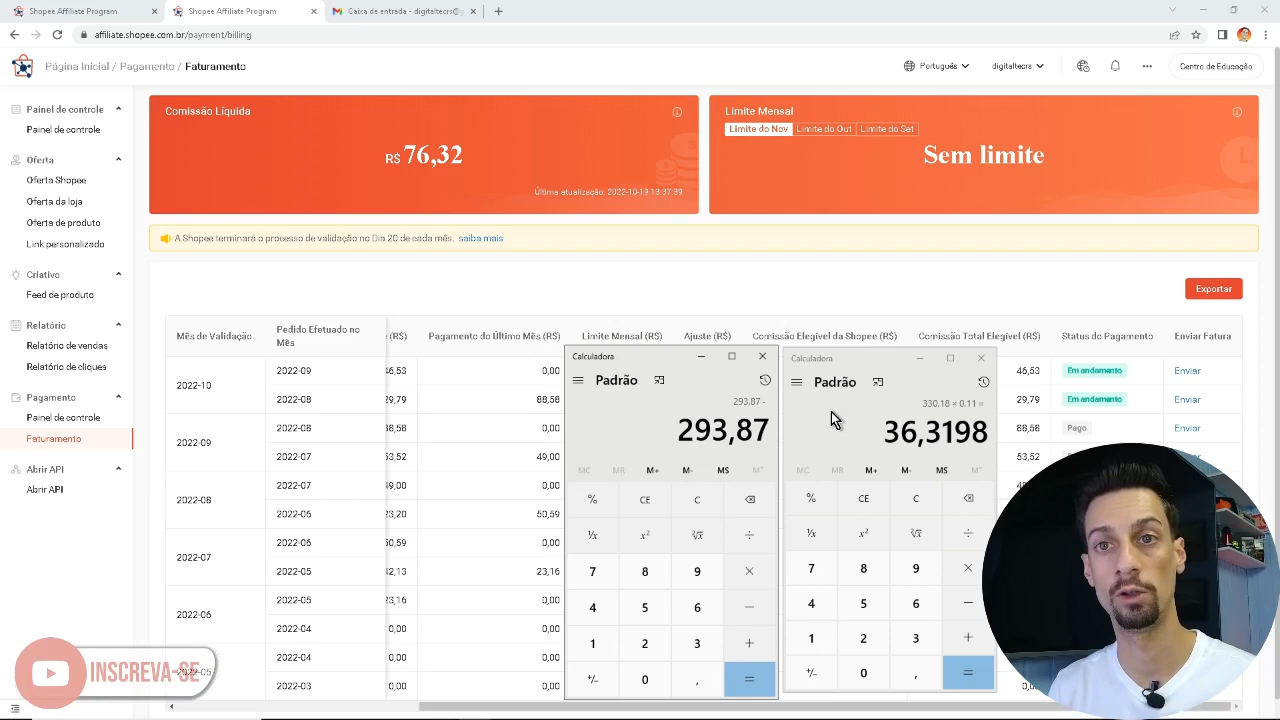 Shopee Affiliate Program
Shopee Affiliate Program
Caixa de entrada - digitaltecrs@g
affiliate.shopee.com.br/payment/billing
Página Inicial / Pagamento / Faturamento
Português
digitaltecrs
Centro de Educação
Painel de controle
Painel de controle
Oferta
Oferta Shopee
Oferta da loja
Oferta de produto
Link personalizado
Criativo
Feed de produto
Relatório
Relatório de vendas
Relatório de cliques
Pagamento
Painel de controle
Faturamento
Abrir API
Abrir API
Comissão Líquida
R$ 76,32
Última atualização: 2022-10-19 13:37:39
Limite Mensal
Limite do Nov Limite do Out Limite do Set
Sem limite
A Shopee terminará o processo de validação no Dia 20 de cada mês. saiba mais
Exportar
Mês de Validação
Pedido Efetuado no
Mês
e (R$)
Pagamento do Último Mês (R$)
Limite Mensal (R$)
Ajuste (R$)
Comissão Elegível da Shopee (R$)
Comissão Total Elegível (R$)
Status do Pagamento
Enviar Fatura
2022-10
2022-09 46,53 0,00 46,53 Em andamento Enviar
2022-08 29,79 88,58 29,79 Em andamento Enviar
2022-09
2022-08 88,58 0,00 88,58 Pago Enviar
2022-07 53,52 49,00 53,52
2022-08
2022-07 49,00 0,00
2022-06 23,20 50,59
2022-07
2022-06 50,59 0,00
2022-05 42,13 23,16
2022-06
2022-05 23,16 0,00
2022-04 0,00 0,00
2022-05
2022-04 0,00 0,00
2022-03 0,00 0,00
Calculadora
Padrão
293.87 -
293,87
MC MR M+ M- MS M˅
% CE C
¹/x x² ²√x ÷
7 8 9 ×
4 5 6 −
1 2 3 +
+/− 0 , =
Calculadora
Padrão
330.18 × 0.11 =
36,3198
MC MR M+ M- MS M˅
% CE C
¹/x x² ²√x ÷
7 8 9 ×
4 5 6 −
1 2 3 +
+/− 0 , =
INSCREVA-SE